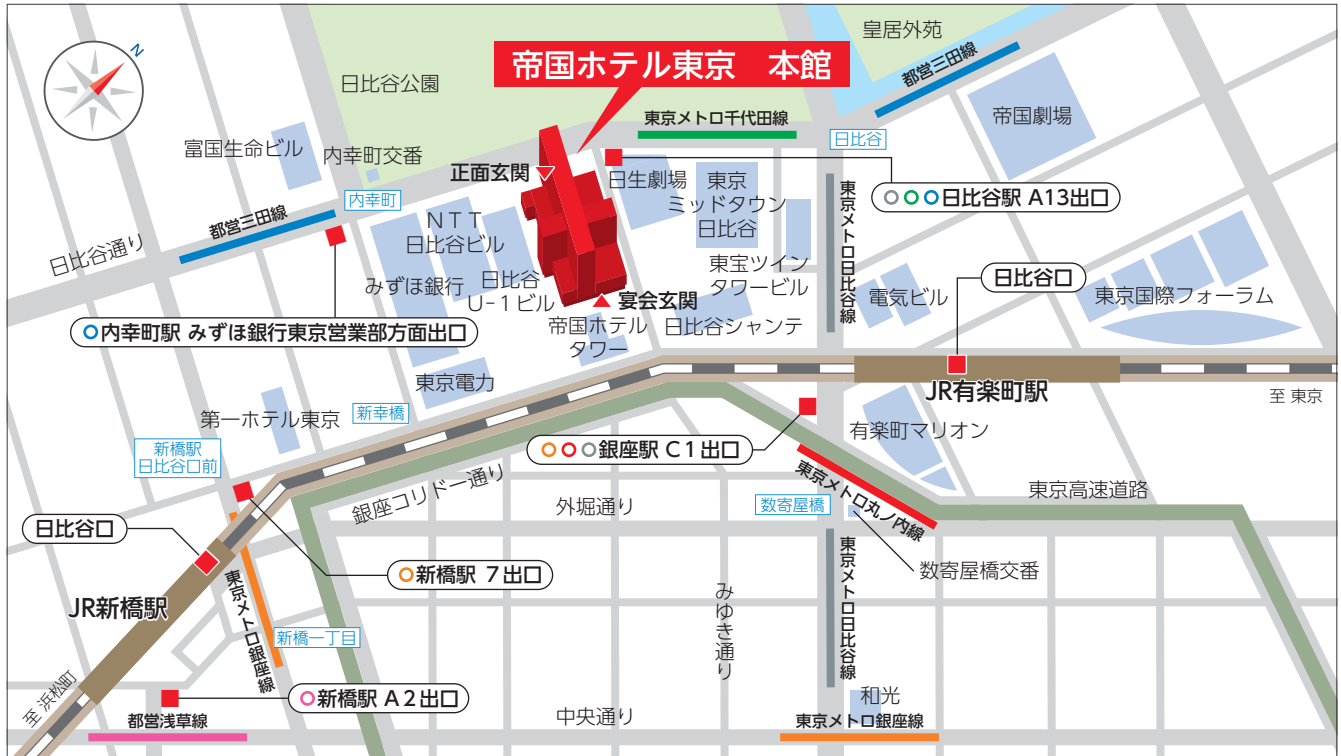 N
皇居外苑
帝国ホテル東京 本館
都営三田線
日比谷公園
東京メトロ千代田線
帝国劇場
日比谷
富国生命ビル
内幸町交番
正面玄関
日生劇場
東京
ミッドタウン
日比谷
日比谷駅 A13出口
内幸町
都営三田線
日比谷通り
NTT
日比谷ビル
東京メトロ日比谷線
みずほ銀行
日比谷
U-1ビル
東宝ツイン
タワービル
日比谷口
電気ビル
東京国際フォーラム
宴会玄関
内幸町駅 みずほ銀行東京営業部方面出口
帝国ホテル
タワー
日比谷シャンテ
東京電力
JR有楽町駅
至 東京
第一ホテル東京
新幸橋
有楽町マリオン
新橋駅
日比谷口前
銀座駅 C1出口
東京メトロ丸ノ内線
銀座コリドー通り
外堀通り
数寄屋橋
東京高速道路
日比谷口
新橋駅 7出口
数寄屋橋交番
東京メトロ日比谷線
みゆき通り
JR新橋駅
東京メトロ銀座線
新橋一丁目
至 浜松町
新橋駅 A2出口
和光
都営浅草線
中央通り
東京メトロ銀座線